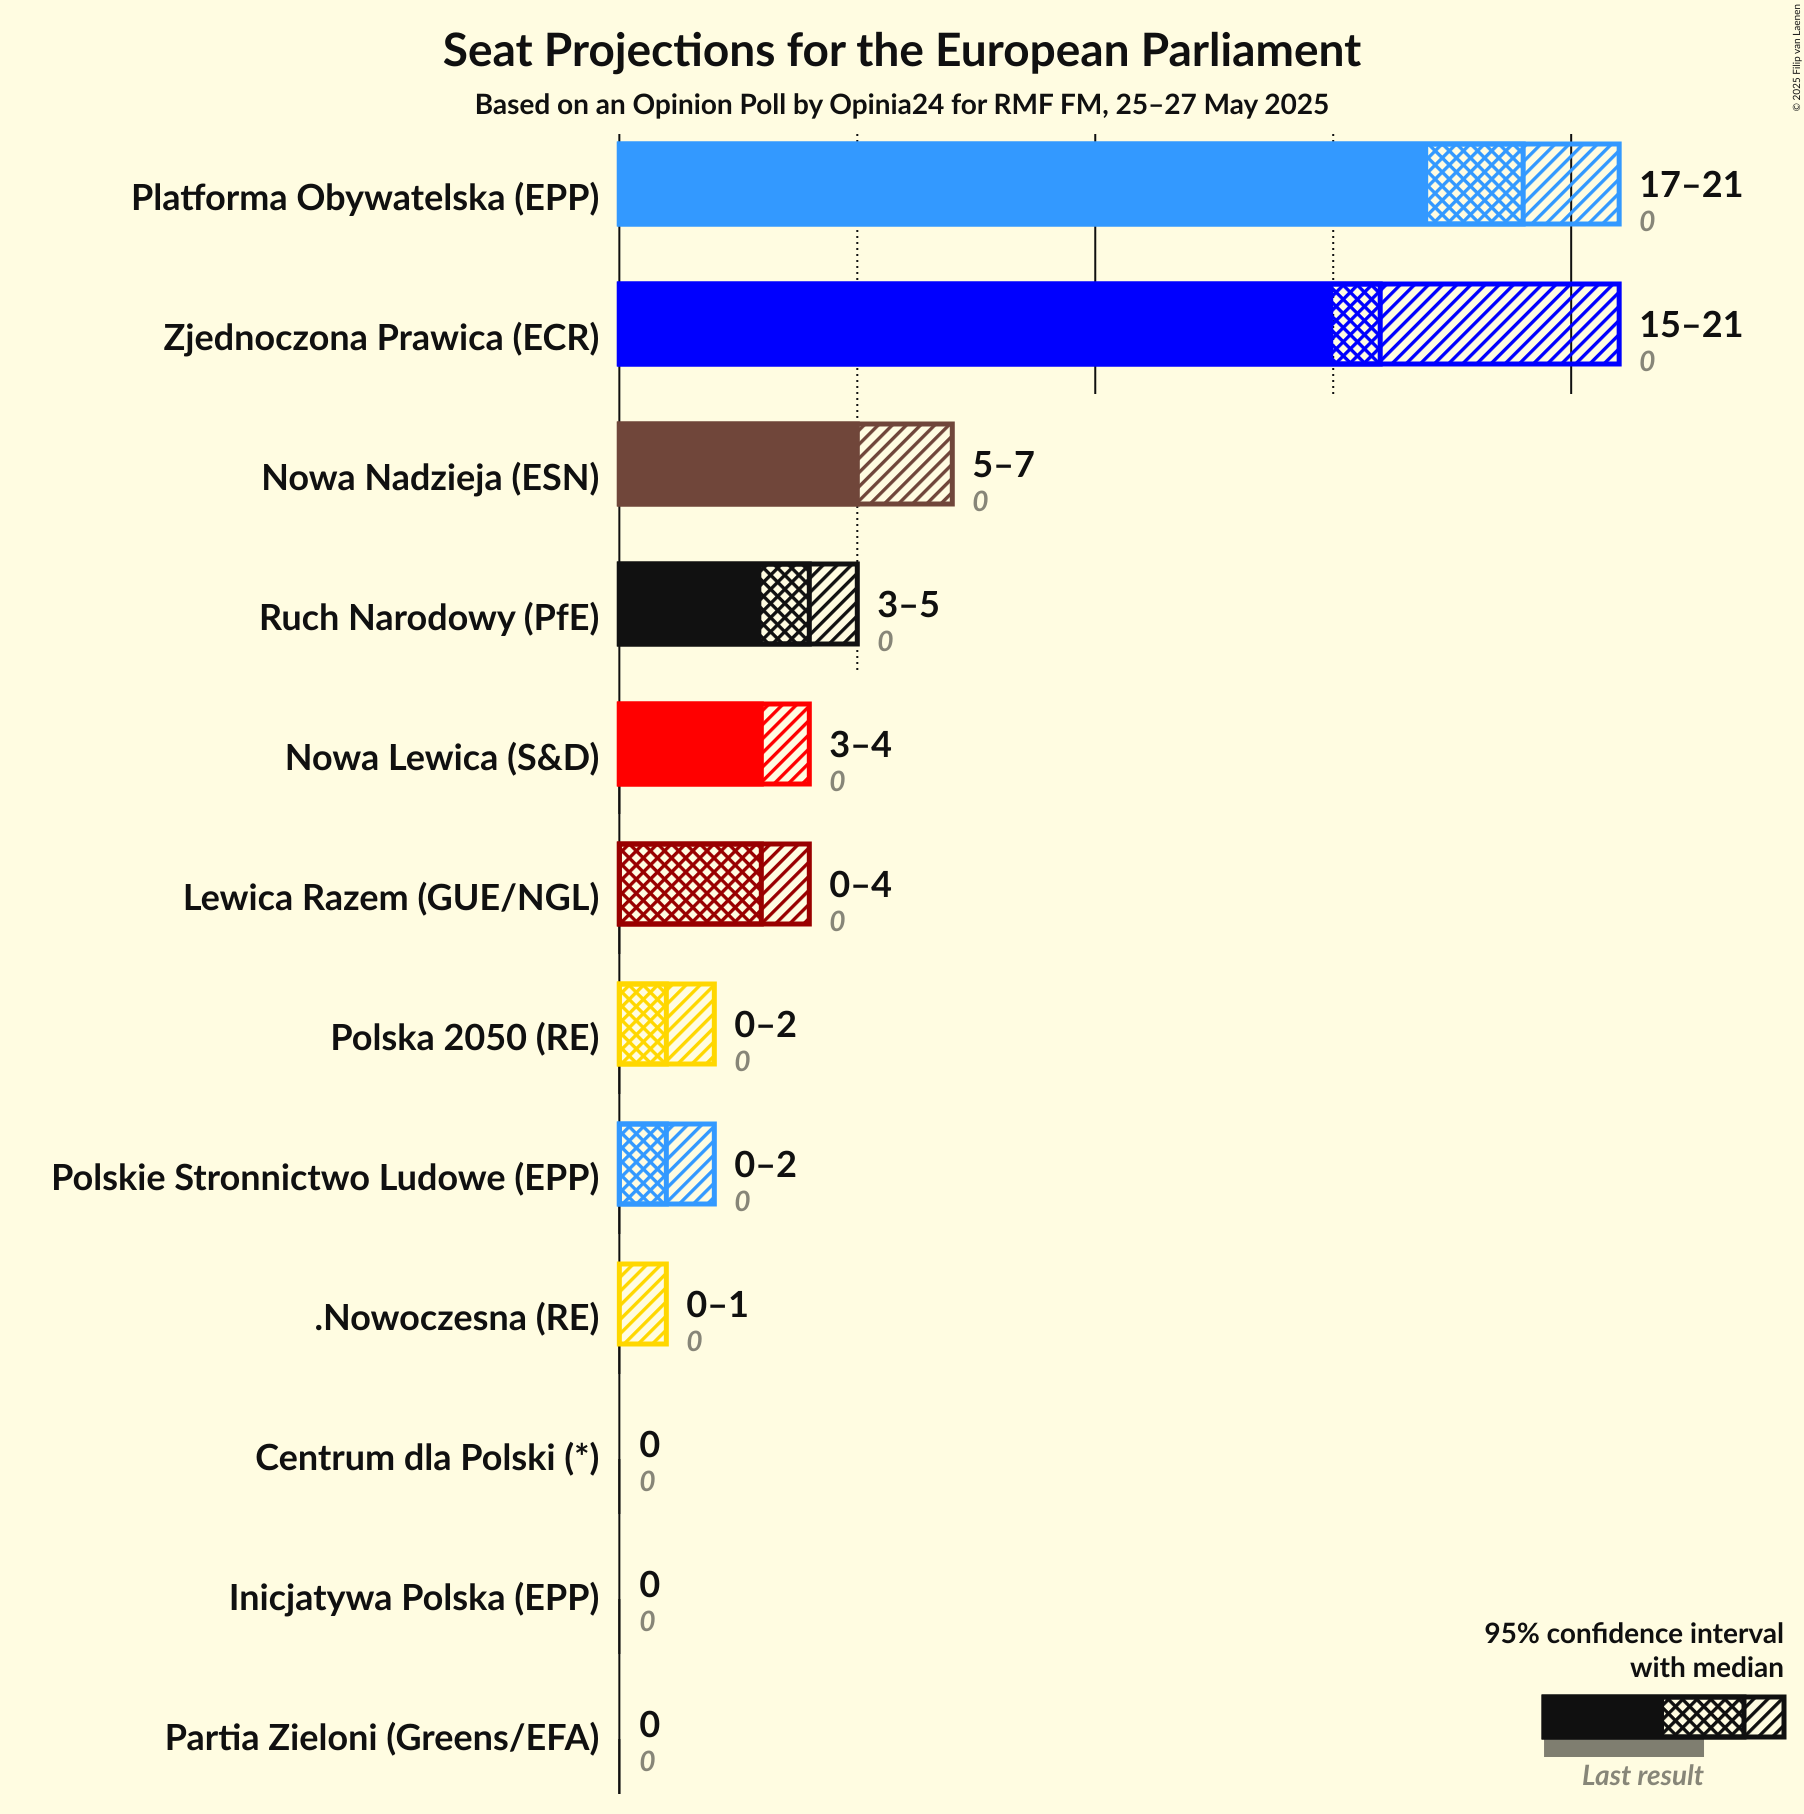 Seat Projections for the European Parliament
Based on an Opinion Poll by Opinia24 for RMF FM, 25–27 May 2025
© 2025 Filip van Laenen
Platforma Obywatelska (EPP)
17–21
0
Zjednoczona Prawica (ECR)
15–21
0
Nowa Nadzieja (ESN)
5–7
0
Ruch Narodowy (PfE)
3–5
0
Nowa Lewica (S&D)
3–4
0
Lewica Razem (GUE/NGL)
0–4
0
Polska 2050 (RE)
0–2
0
Polskie Stronnictwo Ludowe (EPP)
0–2
0
.Nowoczesna (RE)
0–1
0
Centrum dla Polski (*)
0
0
Inicjatywa Polska (EPP)
0
0
Partia Zieloni (Greens/EFA)
0
0
95% confidence interval
with median
Last result